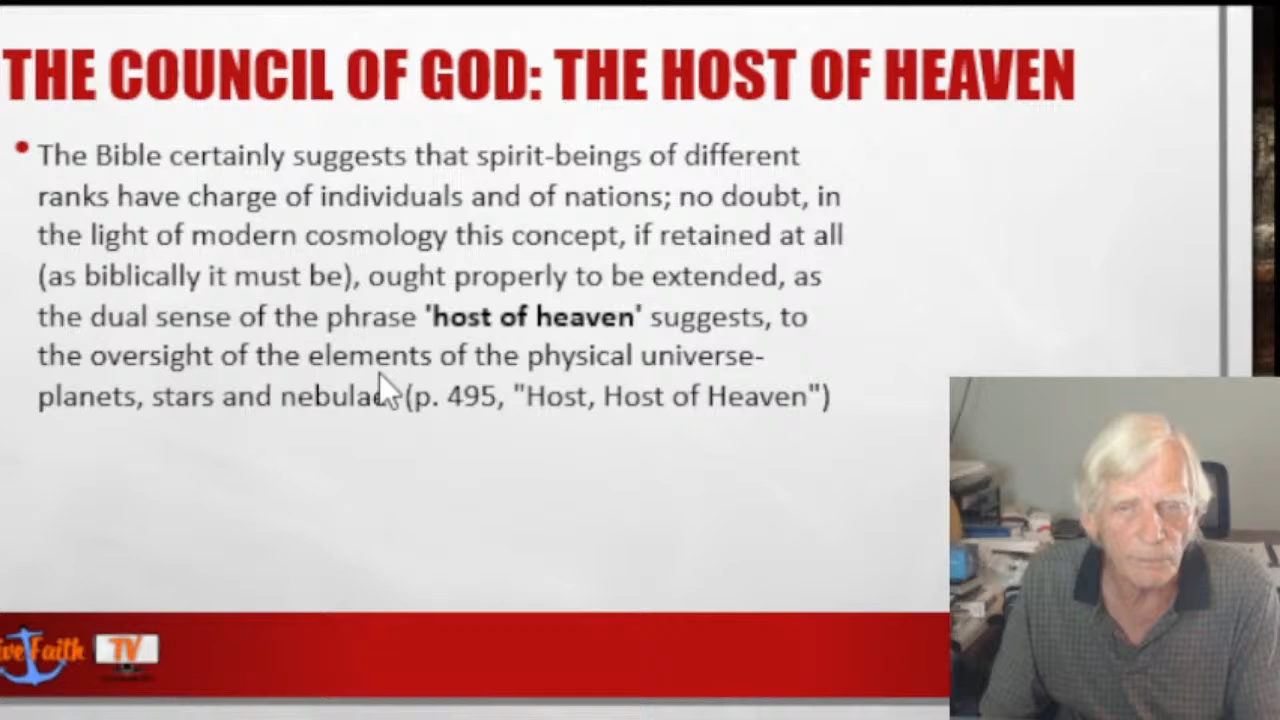 THE COUNCIL OF GOD: THE HOST OF HEAVEN
• The Bible certainly suggests that spirit-beings of different
ranks have charge of individuals and of nations; no doubt, in
the light of modern cosmology this concept, if retained at all
(as biblically it must be), ought properly to be extended, as
the dual sense of the phrase 'host of heaven' suggests, to
the oversight of the elements of the physical universe-
planets, stars and nebulae (p. 495, "Host, Host of Heaven")
Faith TV